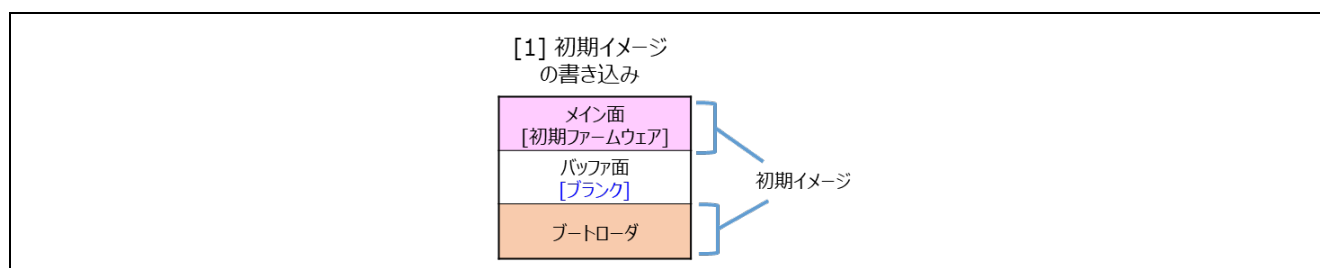 [1] 初期イメージ
の書き込み
メイン面
[初期ファームウェア]
バッファ面
[ブランク]
初期イメージ
ブートローダ